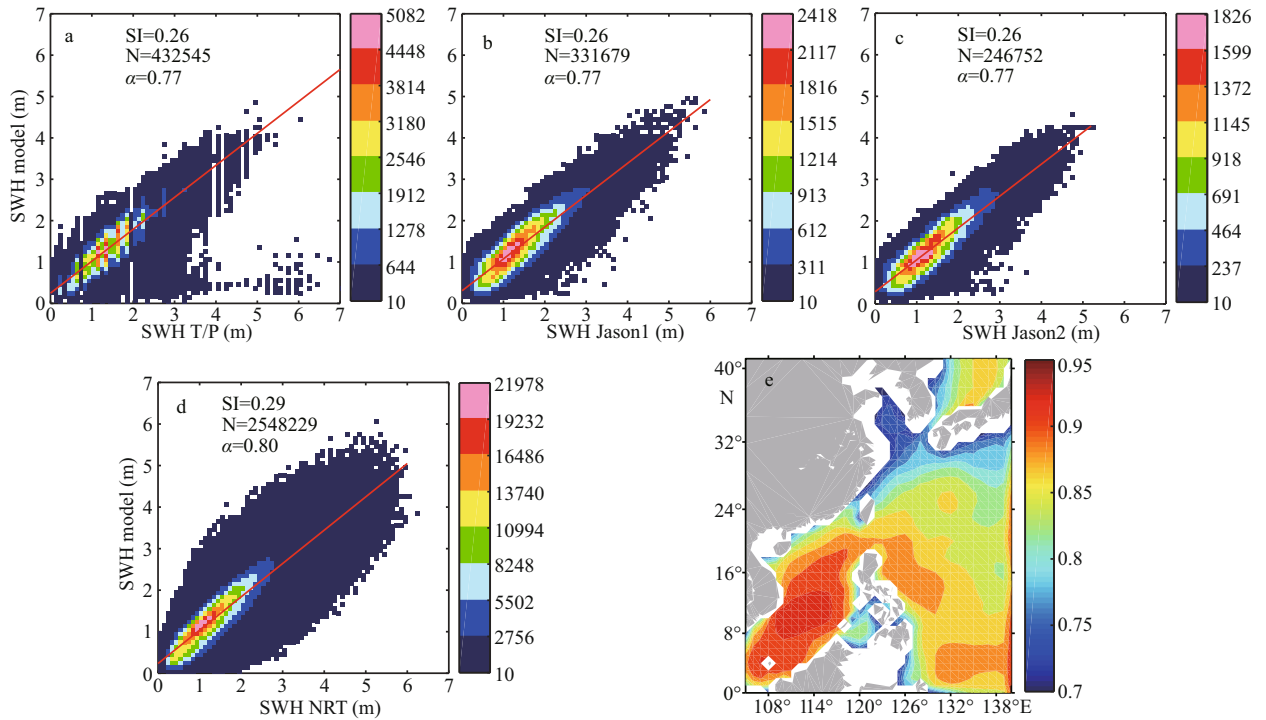 a
SI=0.26
N=432545
α=0.77
SWH model (m)
7
6
5
4
3
2
1
0
0 1 2 3 4 5 6 7
SWH T/P (m)
5082
4448
3814
3180
2546
1912
1278
644
10
b
SI=0.26
N=331679
α=0.77
7
6
5
4
3
2
1
0
0 1 2 3 4 5 6 7
SWH Jason1 (m)
2418
2117
1816
1515
1214
913
612
311
10
c
SI=0.26
N=246752
α=0.77
7
6
5
4
3
2
1
0
0 1 2 3 4 5 6 7
SWH Jason2 (m)
1826
1599
1372
1145
918
691
464
237
10
d
SI=0.29
N=2548229
α=0.80
SWH model (m)
7
6
5
4
3
2
1
0
0 1 2 3 4 5 6 7
SWH NRT (m)
21978
19232
16486
13740
10994
8248
5502
2756
10
e
40°
N
32°
24°
16°
8°
0°
108° 114° 120° 126° 132° 138°E
0.95
0.9
0.85
0.8
0.75
0.7